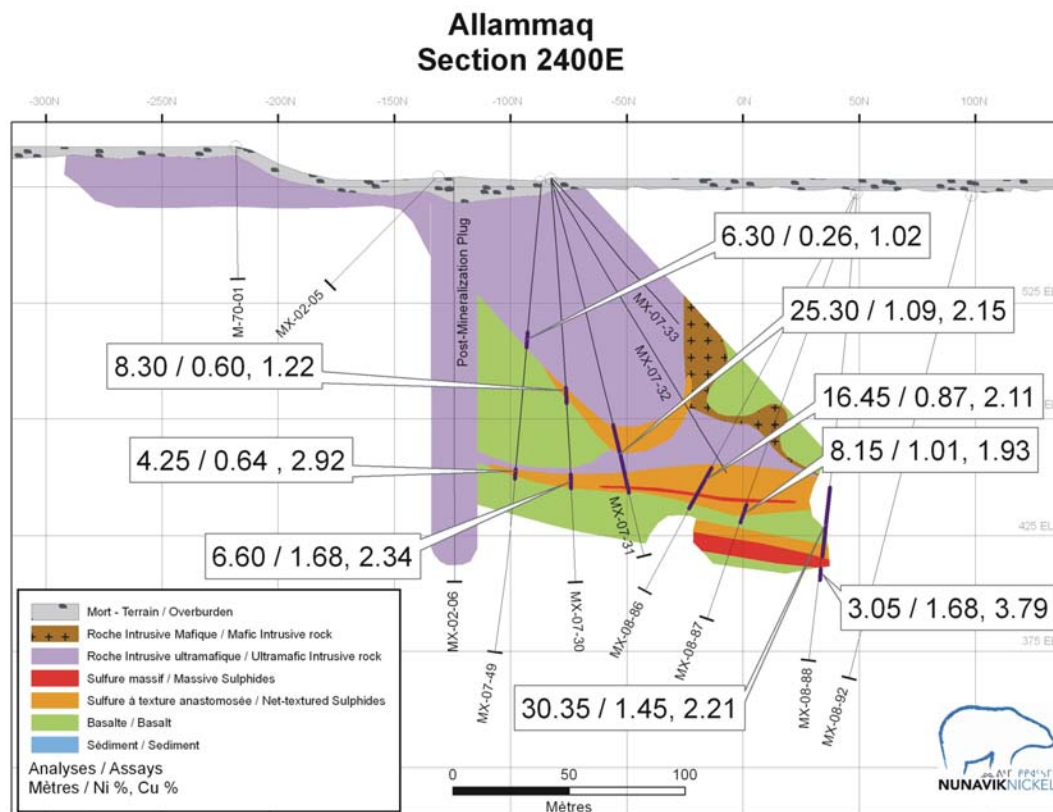 Allammaq
Section 2400E
-300N
-250N
-200N
-150N
-100N
-50N
0N
50N
100N
6.30 / 0.26, 1.02
M-70-01
MX-02-05
Post-Mineralization Plug
MX-07-33
525 EL
25.30 / 1.09, 2.15
8.30 / 0.60, 1.22
MX-07-32
16.45 / 0.87, 2.11
4.25 / 0.64 , 2.92
8.15 / 1.01, 1.93
MX-07-31
425 EL
6.60 / 1.68, 2.34
3.05 / 1.68, 3.79
MX-02-06
MX-07-30
MX-08-86
MX-08-87
375 EL
MX-07-49
MX-08-88
MX-08-92
30.35 / 1.45, 2.21
Mort - Terrain / Overburden
Roche Intrusive Mafique / Mafic Intrusive rock
Roche Intrusive ultramafique / Ultramafic Intrusive rock
Sulfure massif / Massive Sulphides
Sulfure à texture anastomosée / Net-textured Sulphides
Basalte / Basalt
Sédiment / Sediment
Analyses / Assays
Mètres / Ni %, Cu %
0
50
100
Mètres
NUNAVIKNICKEL